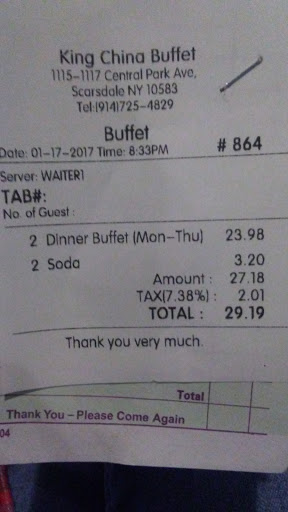 King China Buffet
1115-1117 Central Park Ave,
Scarsdale NY 10583
Tel:(914)725-4829
Buffet
# 864
Date: 01-17-2017 Time: 8:33PM
Server: WAITER1
TAB#:
No. of Guest :
2 Dinner Buffet (Mon-Thu) 23.98
2 Soda 3.20
Amount : 27.18
TAX(7.38%) : 2.01
TOTAL : 29.19
Thank you very much.
Total
Thank You – Please Come Again
04